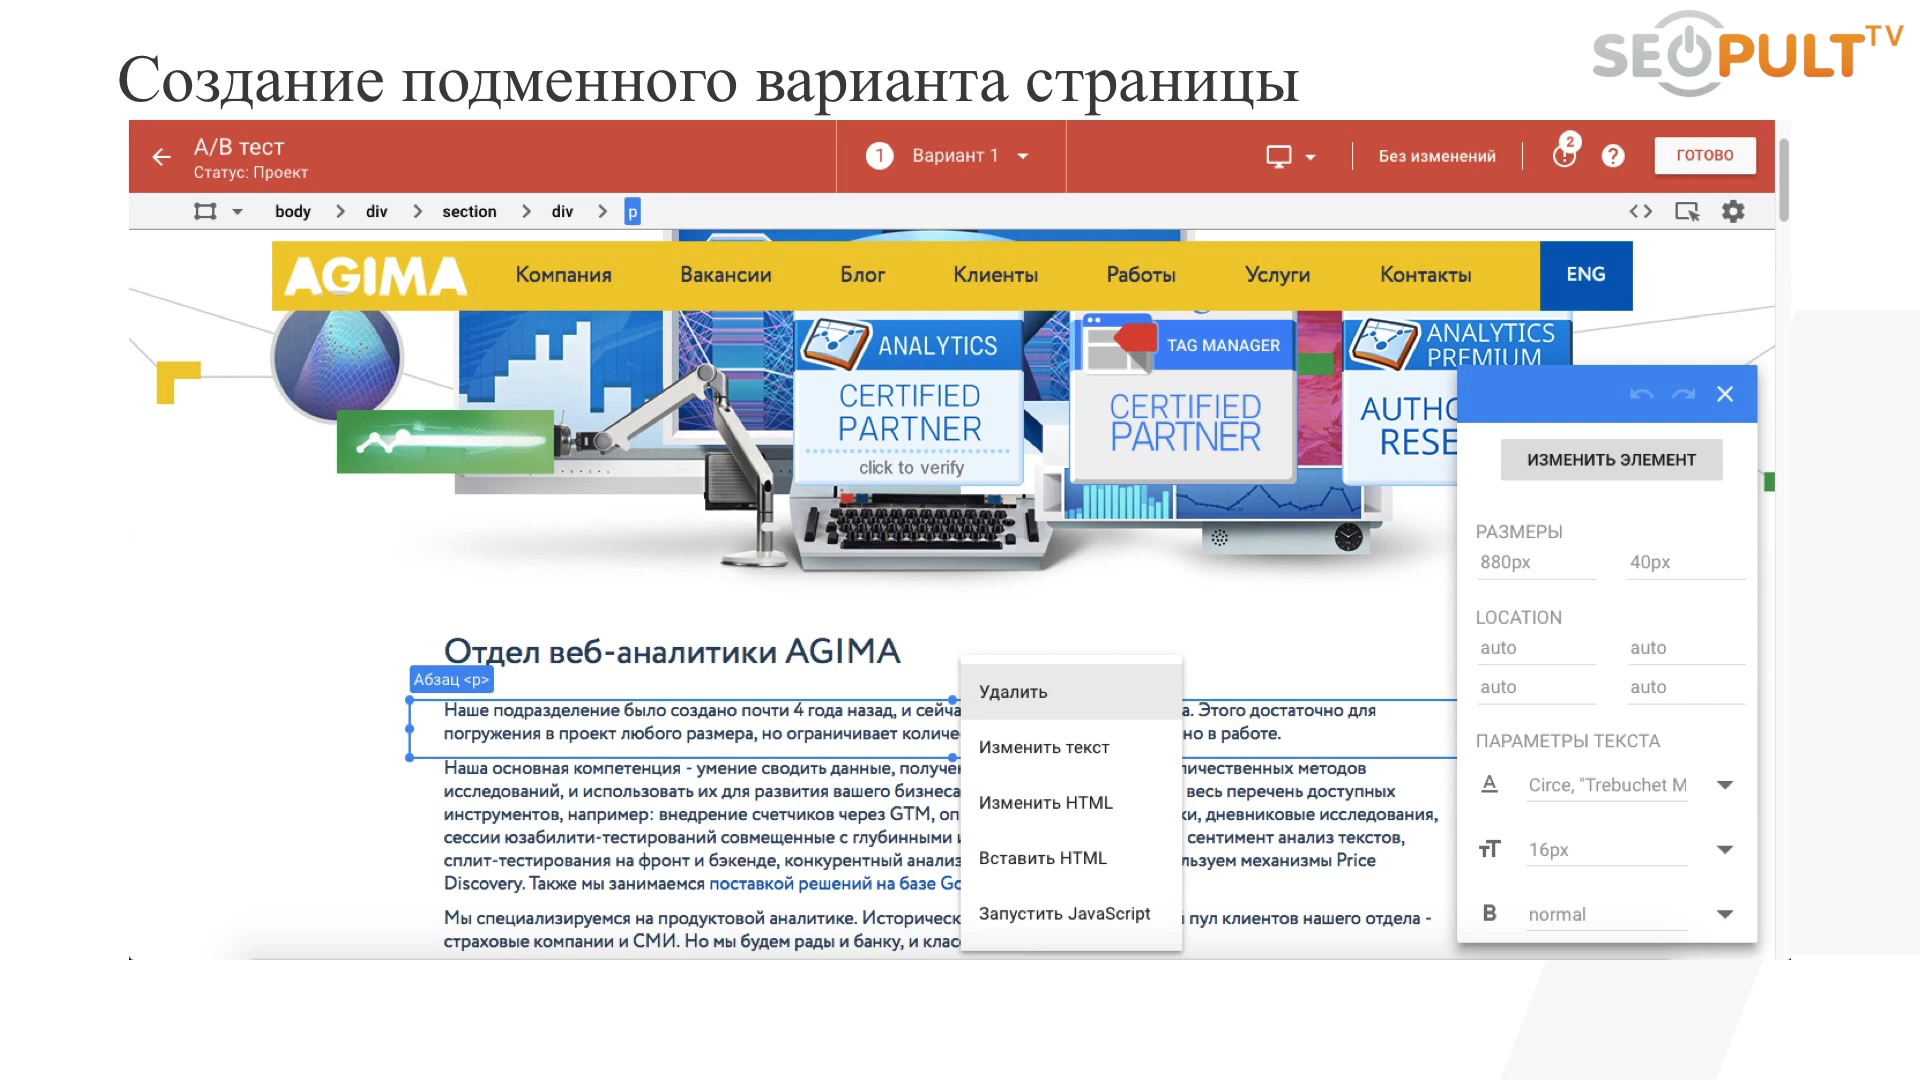 SEOPULT TV
Создание подменного варианта страницы
A/B тест
Статус: Проект
1 Вариант 1
Без изменений
2
?
ГОТОВО
body > div > section > div > p
AGIMA
Компания Вакансии Блог Клиенты Работы Услуги Контакты ENG
ANALYTICS
CERTIFIED
PARTNER
click to verify
TAG MANAGER
CERTIFIED
PARTNER
ANALYTICS
PREMIUM
AUTHO
RESE
ИЗМЕНИТЬ ЭЛЕМЕНТ
РАЗМЕРЫ
880px 40px
LOCATION
auto auto
auto auto
ПАРАМЕТРЫ ТЕКСТА
A Circe, "Trebuchet M
тТ 16px
B normal
Отдел веб-аналитики AGIMA
Абзац <p>
Наше подразделение было создано почти 4 года назад, и сейча а. Этого достаточно для
погружения в проект любого размера, но ограничивает количе но в работе.
Наша основная компетенция - умение сводить данные, получен ичественных методов
исследований, и использовать их для развития вашего бизнеса весь перечень доступных
инструментов, например: внедрение счетчиков через GTM, оп ки, дневниковые исследования,
сессии юзабилити-тестирований совмещенные с глубинными и сентимент анализ текстов,
сплит-тестирования на фронт и бэкенде, конкурентный анализ льзуем механизмы Price
Discovery. Также мы занимаемся поставкой решений на базе Go
Мы специализируемся на продуктовой аналитике. Историческ пул клиентов нашего отдела -
страховые компании и СМИ. Но мы будем рады и банку, и клас
Удалить
Изменить текст
Изменить HTML
Вставить HTML
Запустить JavaScript